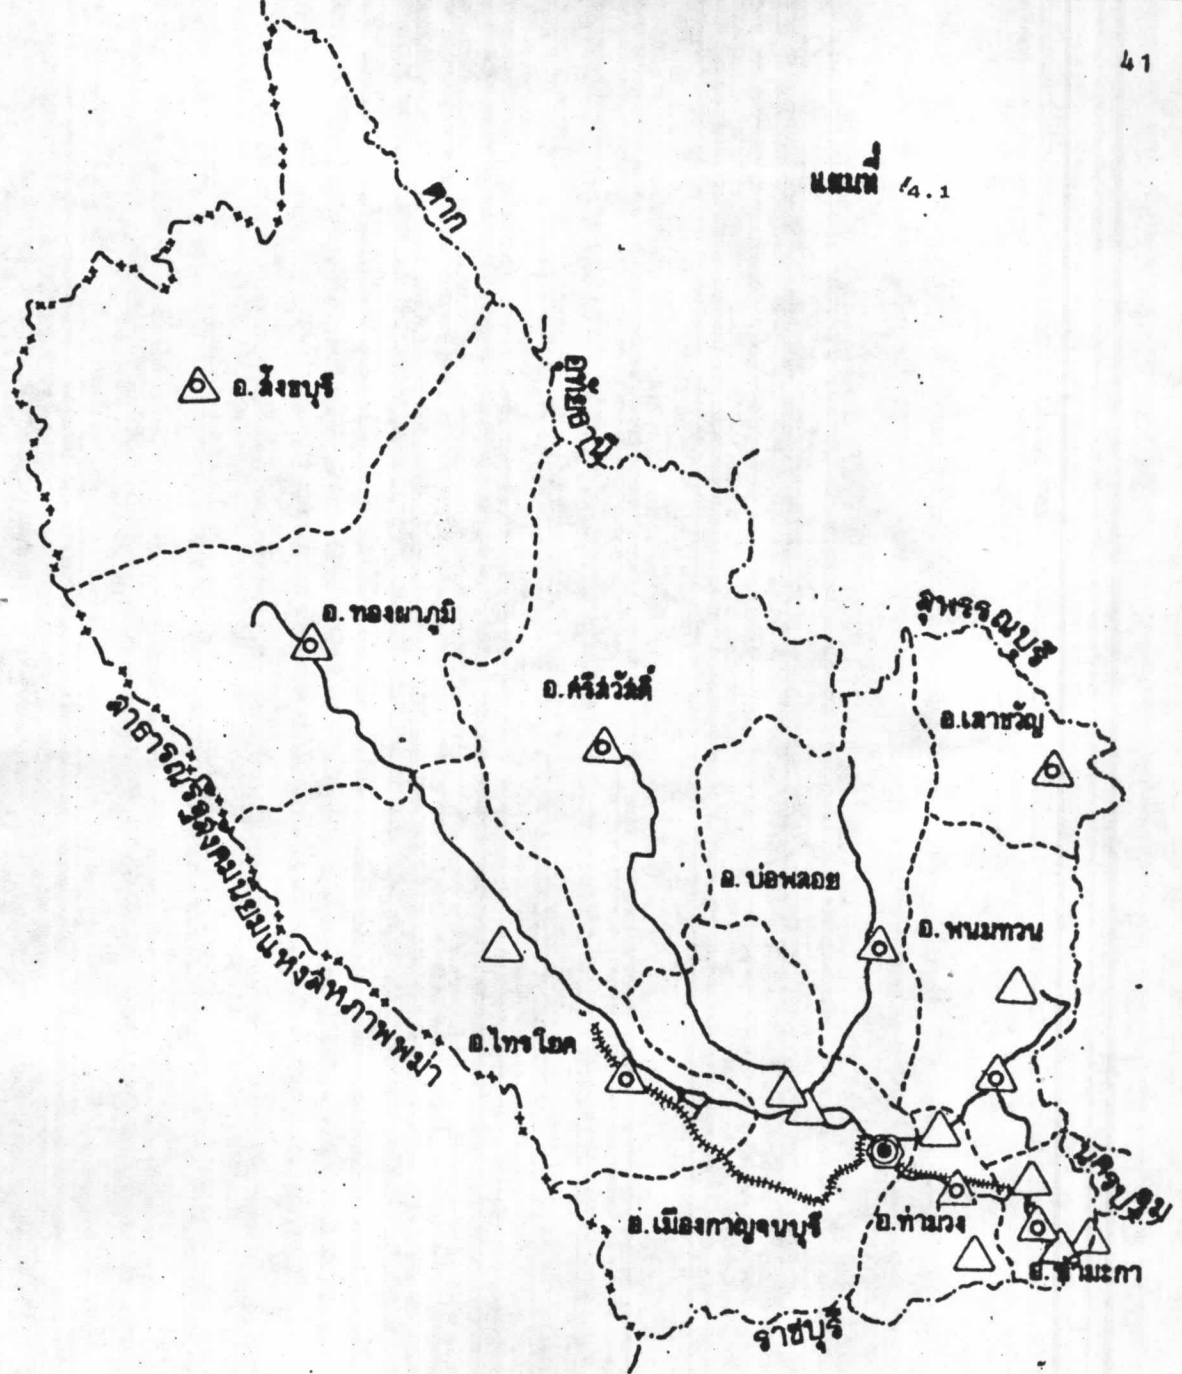 41
แผนที่ 4.1
ตาก
อุทัยธานี
อ.สังขบุรี
สุพรรณบุรี
อ.ทองผาภูมิ
อ.ศรีสวัสดิ์
อ.เลาขวัญ
สาธารณรัฐสังคมนิยมแห่งสหภาพพม่า
อ.บ่อพลอย
อ.พนมทวน
อ.ไทรโยค
นครปฐม
อ.เมืองกาญจนบุรี
อ.ท่าม่วง
อ.ท่ามะกา
ราชบุรี